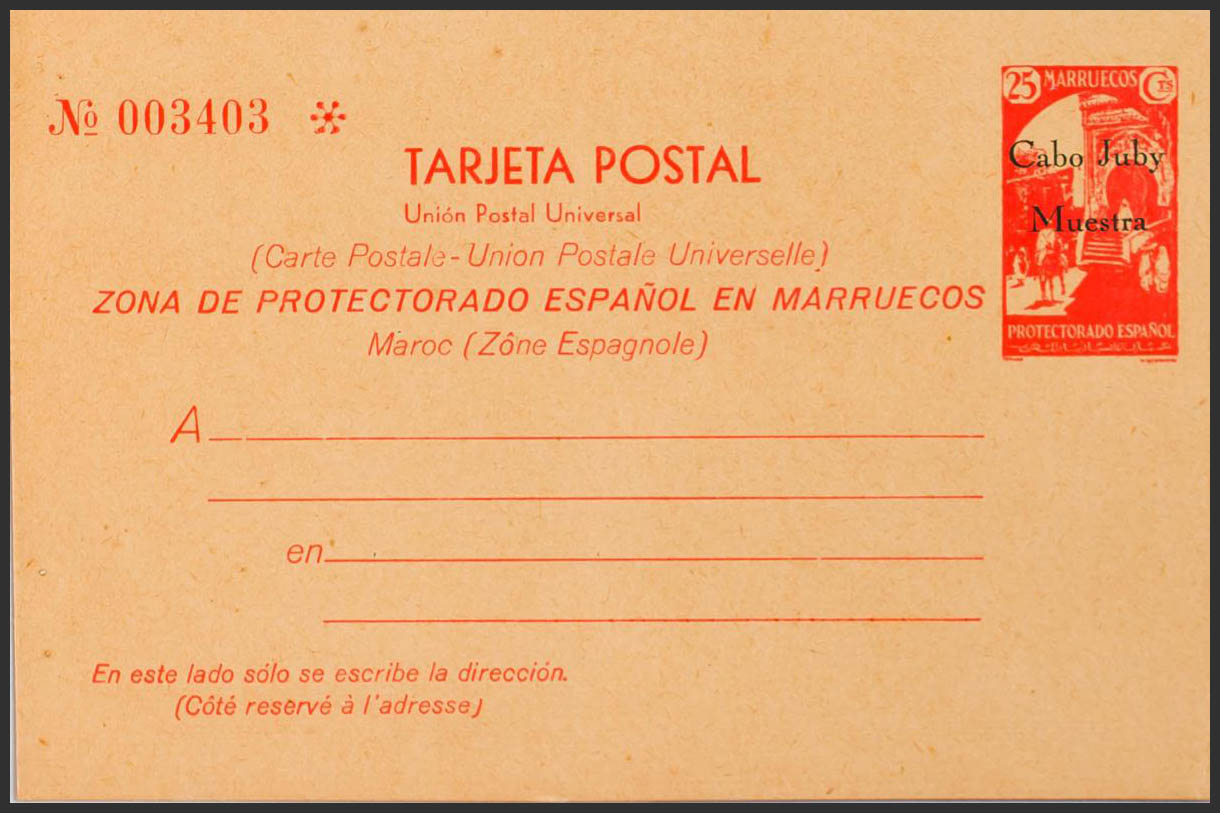 Nº 003403 *
TARJETA POSTAL
Unión Postal Universal
(Carte Postale - Union Postale Universelle)
ZONA DE PROTECTORADO ESPAÑOL EN MARRUECOS
Maroc (Zône Espagnole)
25 MARRUECOS CTS
Cabo Juby
Muestra
PROTECTORADO ESPAÑOL
A
en
En este lado sólo se escribe la dirección.
(Côté reservé à l'adresse)